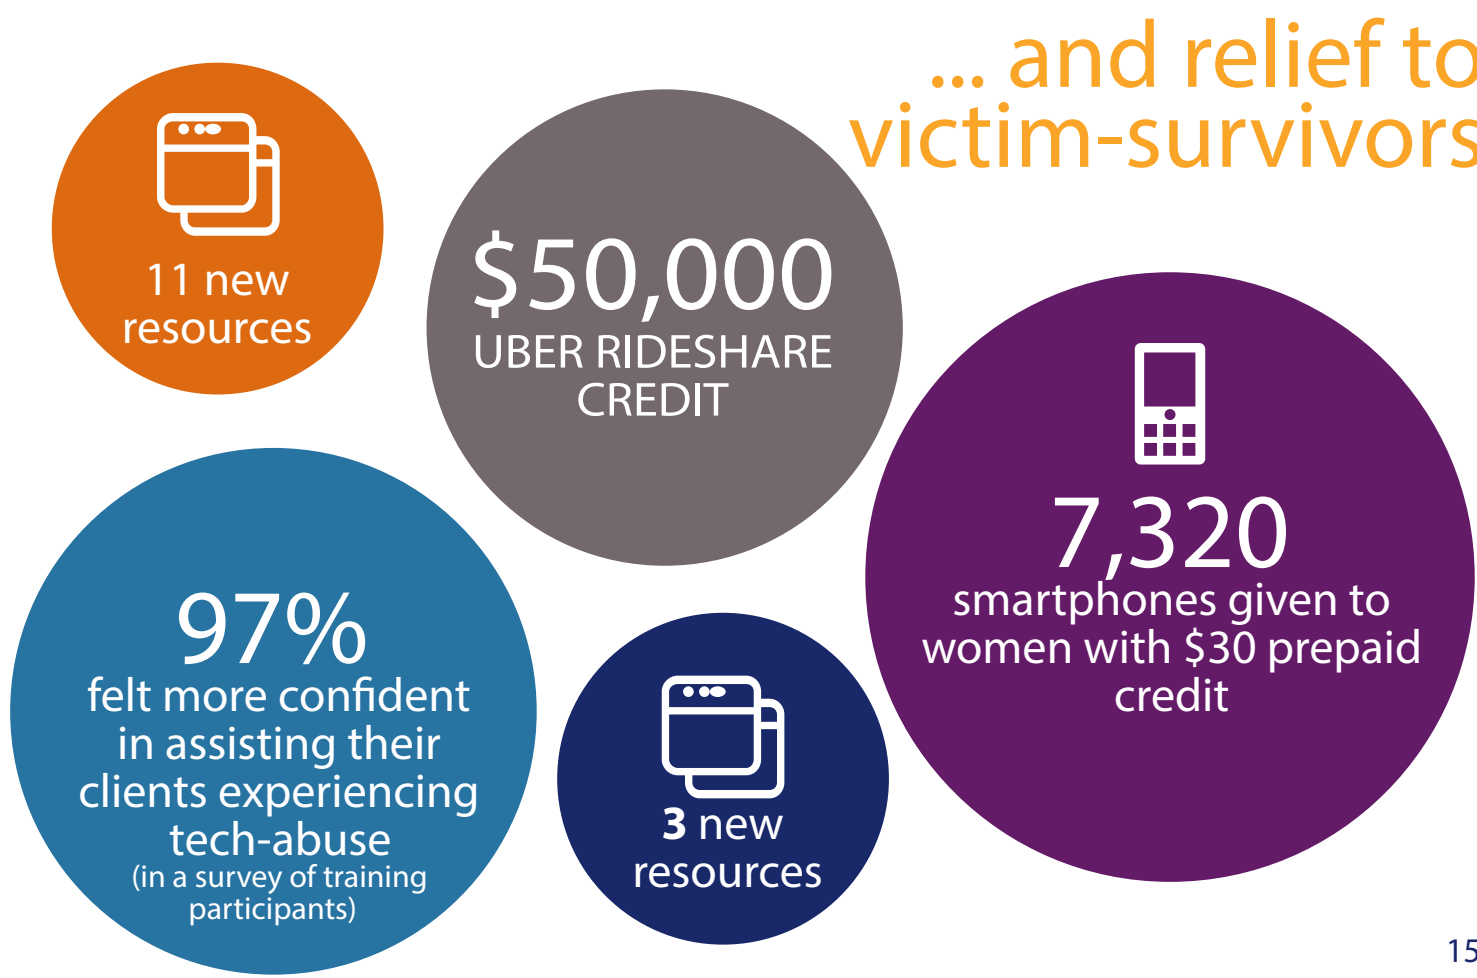 ... and relief to
victim-survivors
11 new
resources
$50,000
UBER RIDESHARE
CREDIT
7,320
smartphones given to
women with $30 prepaid
credit
97%
felt more confident
in assisting their
clients experiencing
tech-abuse
(in a survey of training
participants)
3 new
resources
15